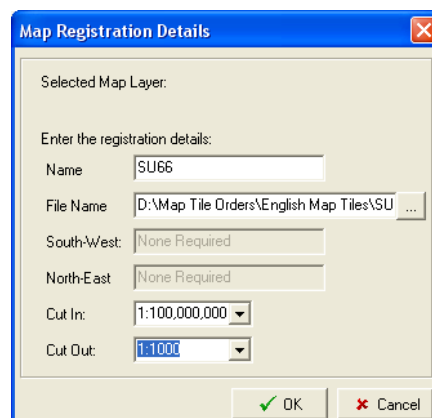 Map Registration Details
Selected Map Layer:
Enter the registration details:
Name SU66
File Name D:\Map Tile Orders\English Map Tiles\SU ...
South-West: None Required
North-East None Required
Cut In: 1:100,000,000
Cut Out: 1:1000
OK Cancel